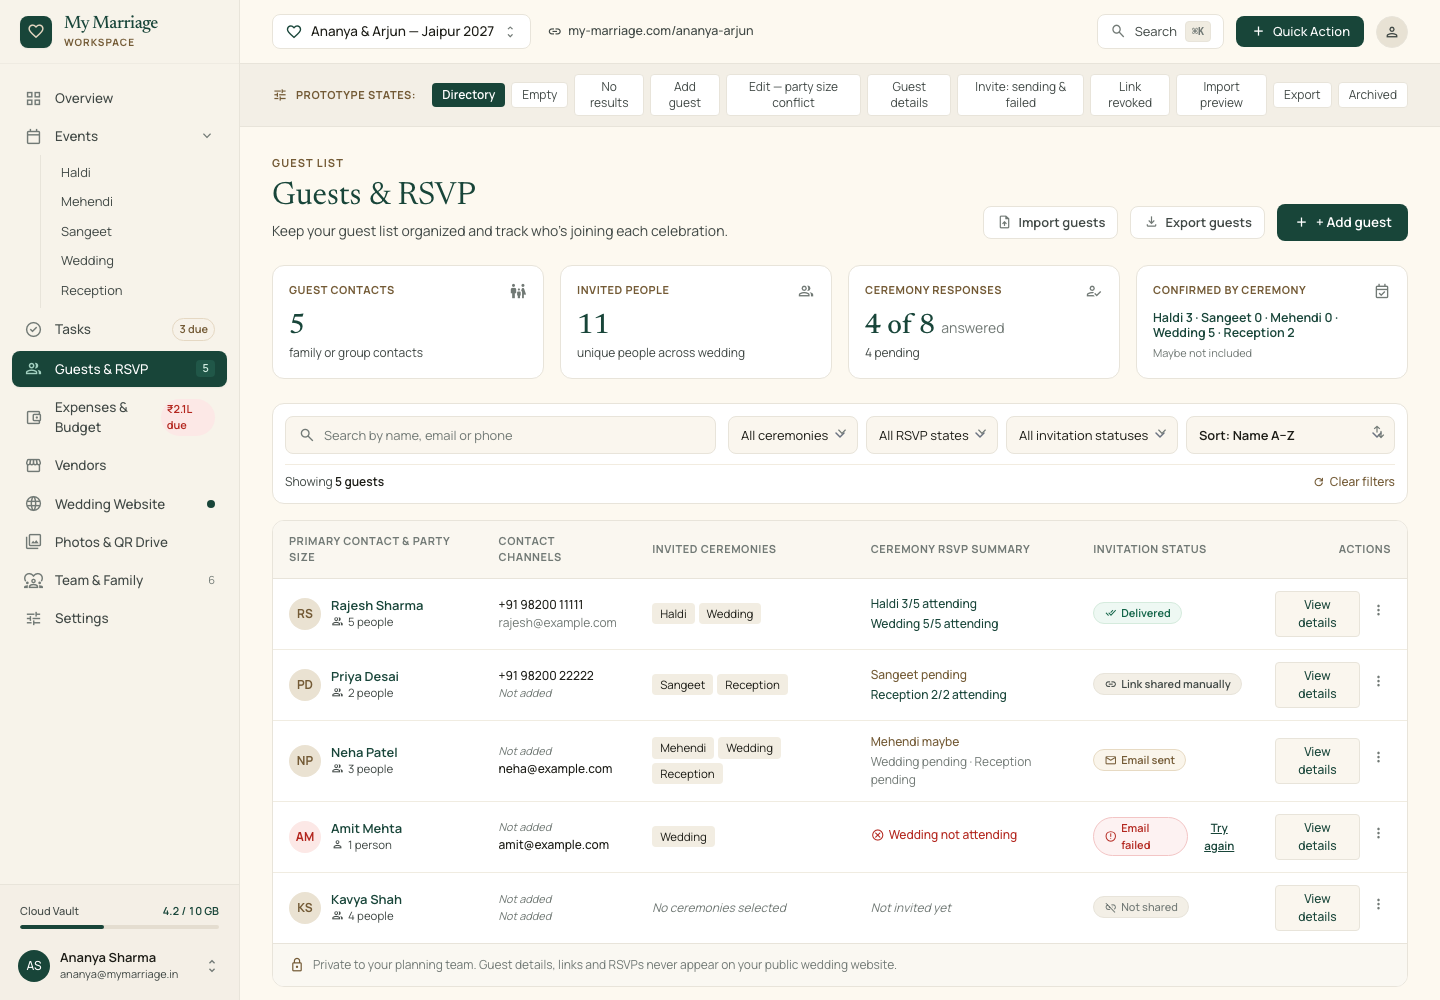 My Marriage
WORKSPACE
Overview
Events
Haldi
Mehendi
Sangeet
Wedding
Reception
Tasks
3 due
Guests & RSVP
5
Expenses &
Budget
₹2.1L
due
Vendors
Wedding Website
Photos & QR Drive
Team & Family
6
Settings
Cloud Vault
4.2 / 10 GB
AS
Ananya Sharma
ananya@mymarriage.in
Ananya & Arjun — Jaipur 2027
my-marriage.com/ananya-arjun
Search
⌘K
Quick Action
PROTOTYPE STATES:
Directory
Empty
No
results
Add
guest
Edit — party size
conflict
Guest
details
Invite: sending &
failed
Link
revoked
Import
preview
Export
Archived
GUEST LIST
Guests & RSVP
Keep your guest list organized and track who's joining each celebration.
Import guests
Export guests
+ Add guest
GUEST CONTACTS
5
family or group contacts
INVITED PEOPLE
11
unique people across wedding
CEREMONY RESPONSES
4 of 8 answered
4 pending
CONFIRMED BY CEREMONY
Haldi 3 · Sangeet 0 · Mehendi 0 ·
Wedding 5 · Reception 2
Maybe not included
Search by name, email or phone
All ceremonies
All RSVP states
All invitation statuses
Sort: Name A–Z
Showing 5 guests
Clear filters
PRIMARY CONTACT & PARTY
SIZE
CONTACT
CHANNELS
INVITED CEREMONIES
CEREMONY RSVP SUMMARY
INVITATION STATUS
ACTIONS
RS
Rajesh Sharma
5 people
+91 98200 11111
rajesh@example.com
Haldi
Wedding
Haldi 3/5 attending
Wedding 5/5 attending
Delivered
View
details
PD
Priya Desai
2 people
+91 98200 22222
Not added
Sangeet
Reception
Sangeet pending
Reception 2/2 attending
Link shared manually
View
details
NP
Neha Patel
3 people
Not added
neha@example.com
Mehendi
Wedding
Reception
Mehendi maybe
Wedding pending · Reception
pending
Email sent
View
details
AM
Amit Mehta
1 person
Not added
amit@example.com
Wedding
Wedding not attending
Email
failed
Try
again
View
details
KS
Kavya Shah
4 people
Not added
Not added
No ceremonies selected
Not invited yet
Not shared
View
details
Private to your planning team. Guest details, links and RSVPs never appear on your public wedding website.